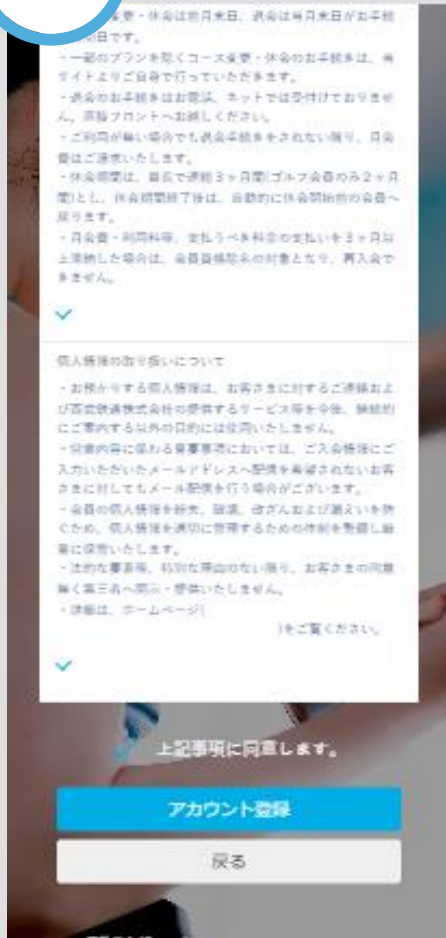 変更・休会は前月末日、退会は当月末日がお手続
日です。
・一部のプランを除くコース変更・休会のお手続きは、当
サイトよりご自身で行っていただきます。
・退会のお手続きはお電話、ネットでは受付けておりませ
ん。直接フロントへお越しください。
・ご利用が無い場合でも退会手続きをされない限り、月会
費はご請求いたします。
・休会期間は、最長で連続3ヶ月間(ゴルフ会員のみ2ヶ月
間)とし、休会期間終了後は、自動的に休会開始前の会員へ
戻ります。
・月会費・利用料等、支払うべき料金の支払いを3ヶ月以
上滞納した場合は、会員資格除名の対象となり、再入会で
きません。
個人情報の取り扱いについて
・お預かりする個人情報は、お客さまに対するご連絡およ
び西武鉄道株式会社の提供するサービス等を今後、継続的
にご案内する以外の目的には使用いたしません。
・営業内容に係わる重要事項においては、ご入会情報にご
入力いただいたメールアドレスへ配信を希望されないお客
さまに対してもメール配信を行う場合がございます。
・会員の個人情報を紛失、破壊、改ざんおよび漏えいを防
ぐため、個人情報を適切に管理するための体制を整備し厳
重に保管いたします。
・法的な要請等、特別な理由のない限り、お客さまの同意
無く第三者へ開示・提供いたしません。
・詳細は、ホームページ(
)をご覧ください。
上記事項に同意します。
アカウント登録
戻る